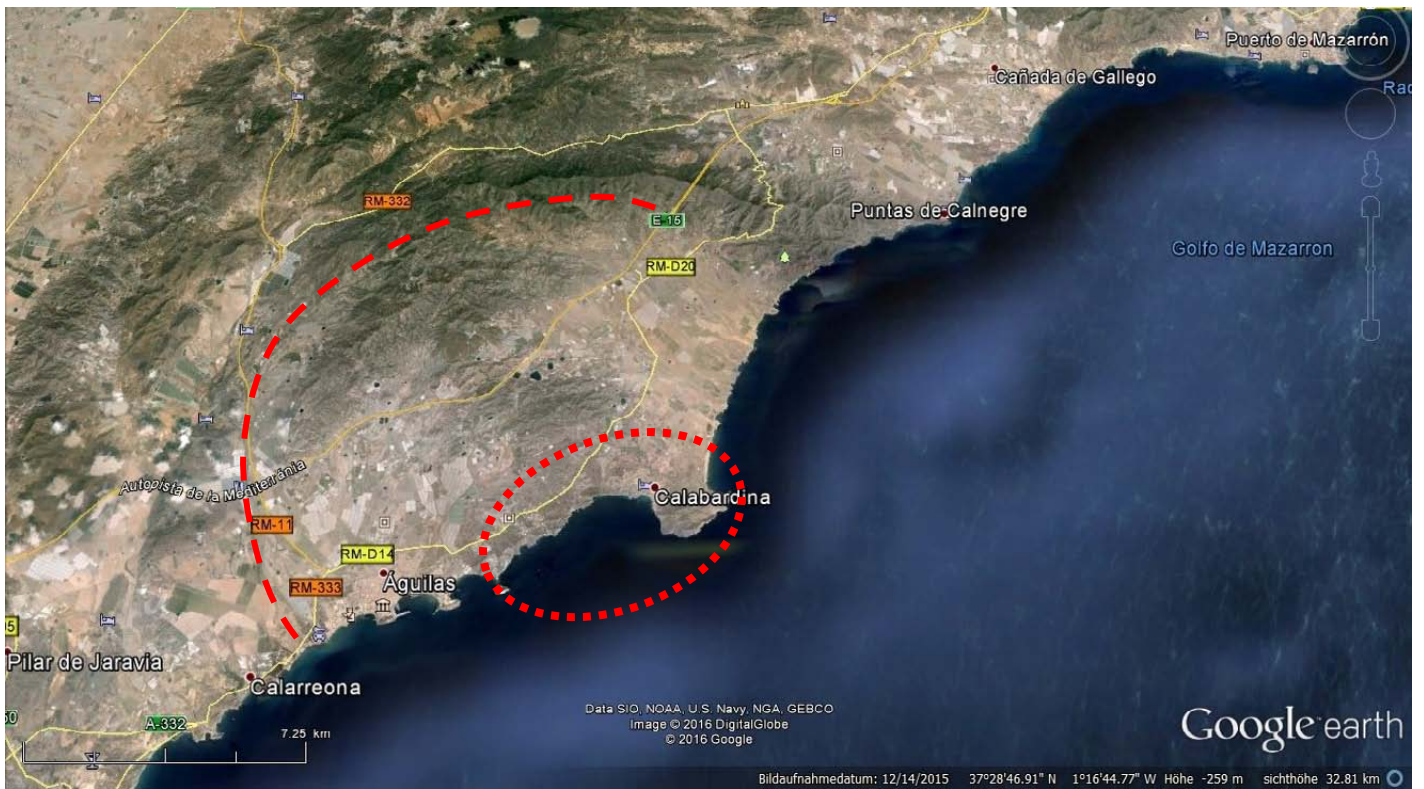 Puerto de Mazarrón
Cañada de Gallego
Rad
RM-332
Puntas de Calnegre
E-15
Golfo de Mazarron
RM-D20
Autopista de la Mediterránia
Calabardina
RM-11
RM-D14
Águilas
RM-333
5
Pilar de Jaravia
Calarreona
50
A-332
7.25 km
Data SIO, NOAA, U.S. Navy, NGA, GEBCO
Image © 2016 DigitalGlobe
© 2016 Google
Google earth
Bildaufnahmedatum: 12/14/2015 37°28'46.91" N 1°16'44.77" W Höhe -259 m sichthöhe 32.81 km